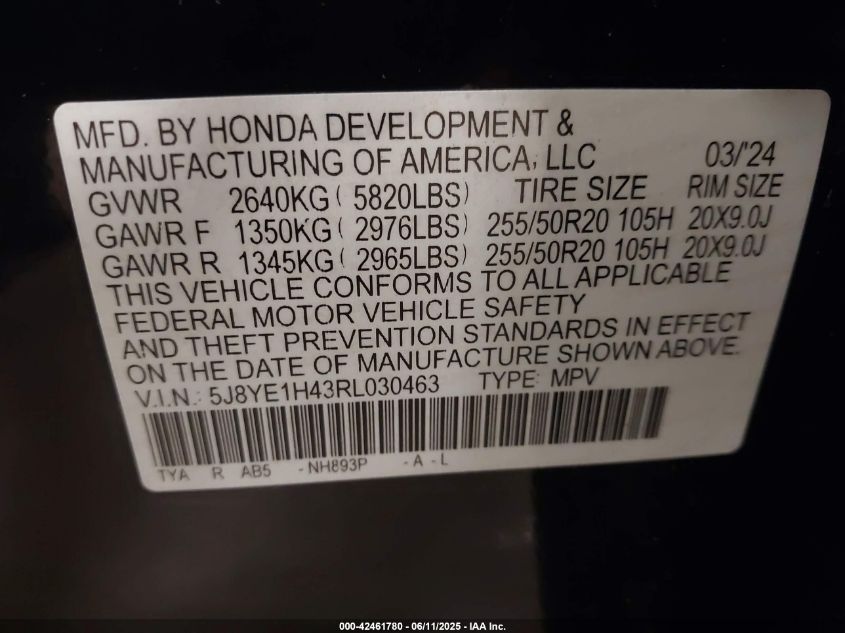 MFD. BY HONDA DEVELOPMENT &
MANUFACTURING OF AMERICA, LLC 03/'24
GVWR 2640KG ( 5820LBS) TIRE SIZE RIM SIZE
GAWR F 1350KG ( 2976LBS) 255/50R20 105H 20X9.0J
GAWR R 1345KG ( 2965LBS) 255/50R20 105H 20X9.0J
THIS VEHICLE CONFORMS TO ALL APPLICABLE
FEDERAL MOTOR VEHICLE SAFETY
AND THEFT PREVENTION STANDARDS IN EFFECT
ON THE DATE OF MANUFACTURE SHOWN ABOVE.
V.I.N.: 5J8YE1H43RL030463 TYPE: MPV
TYA R AB5 -NH893P -A -L
000-42461780 - 06/11/2025 - IAA Inc.